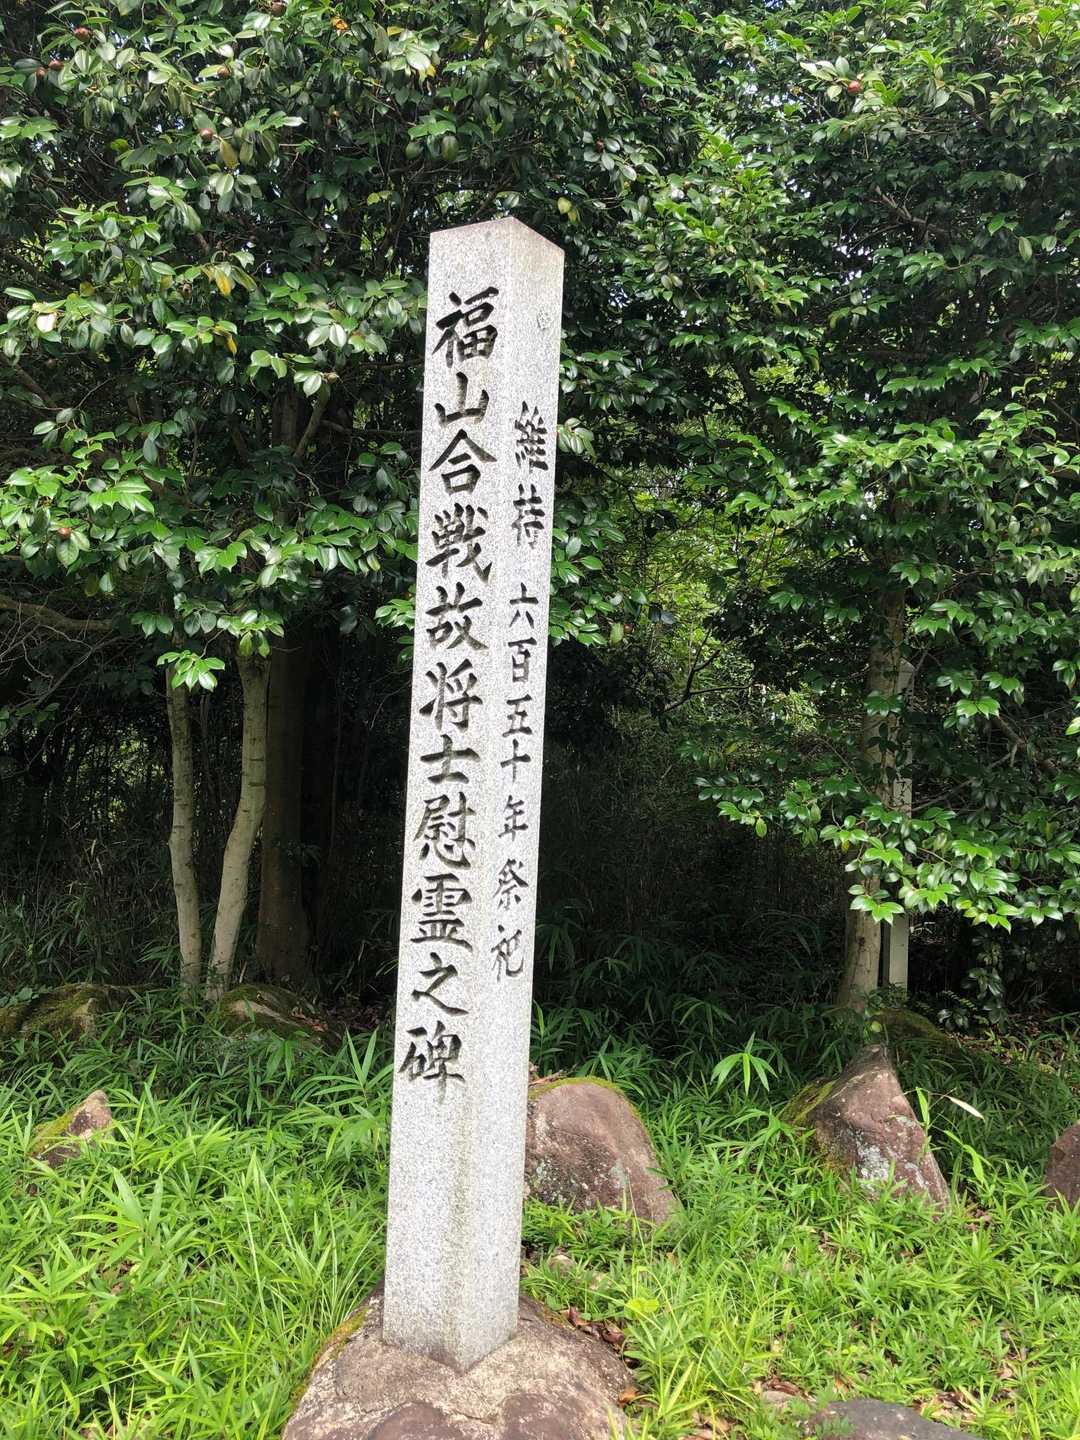 福山合戦故将士慰霊之碑
維持 六百五十年祭祀